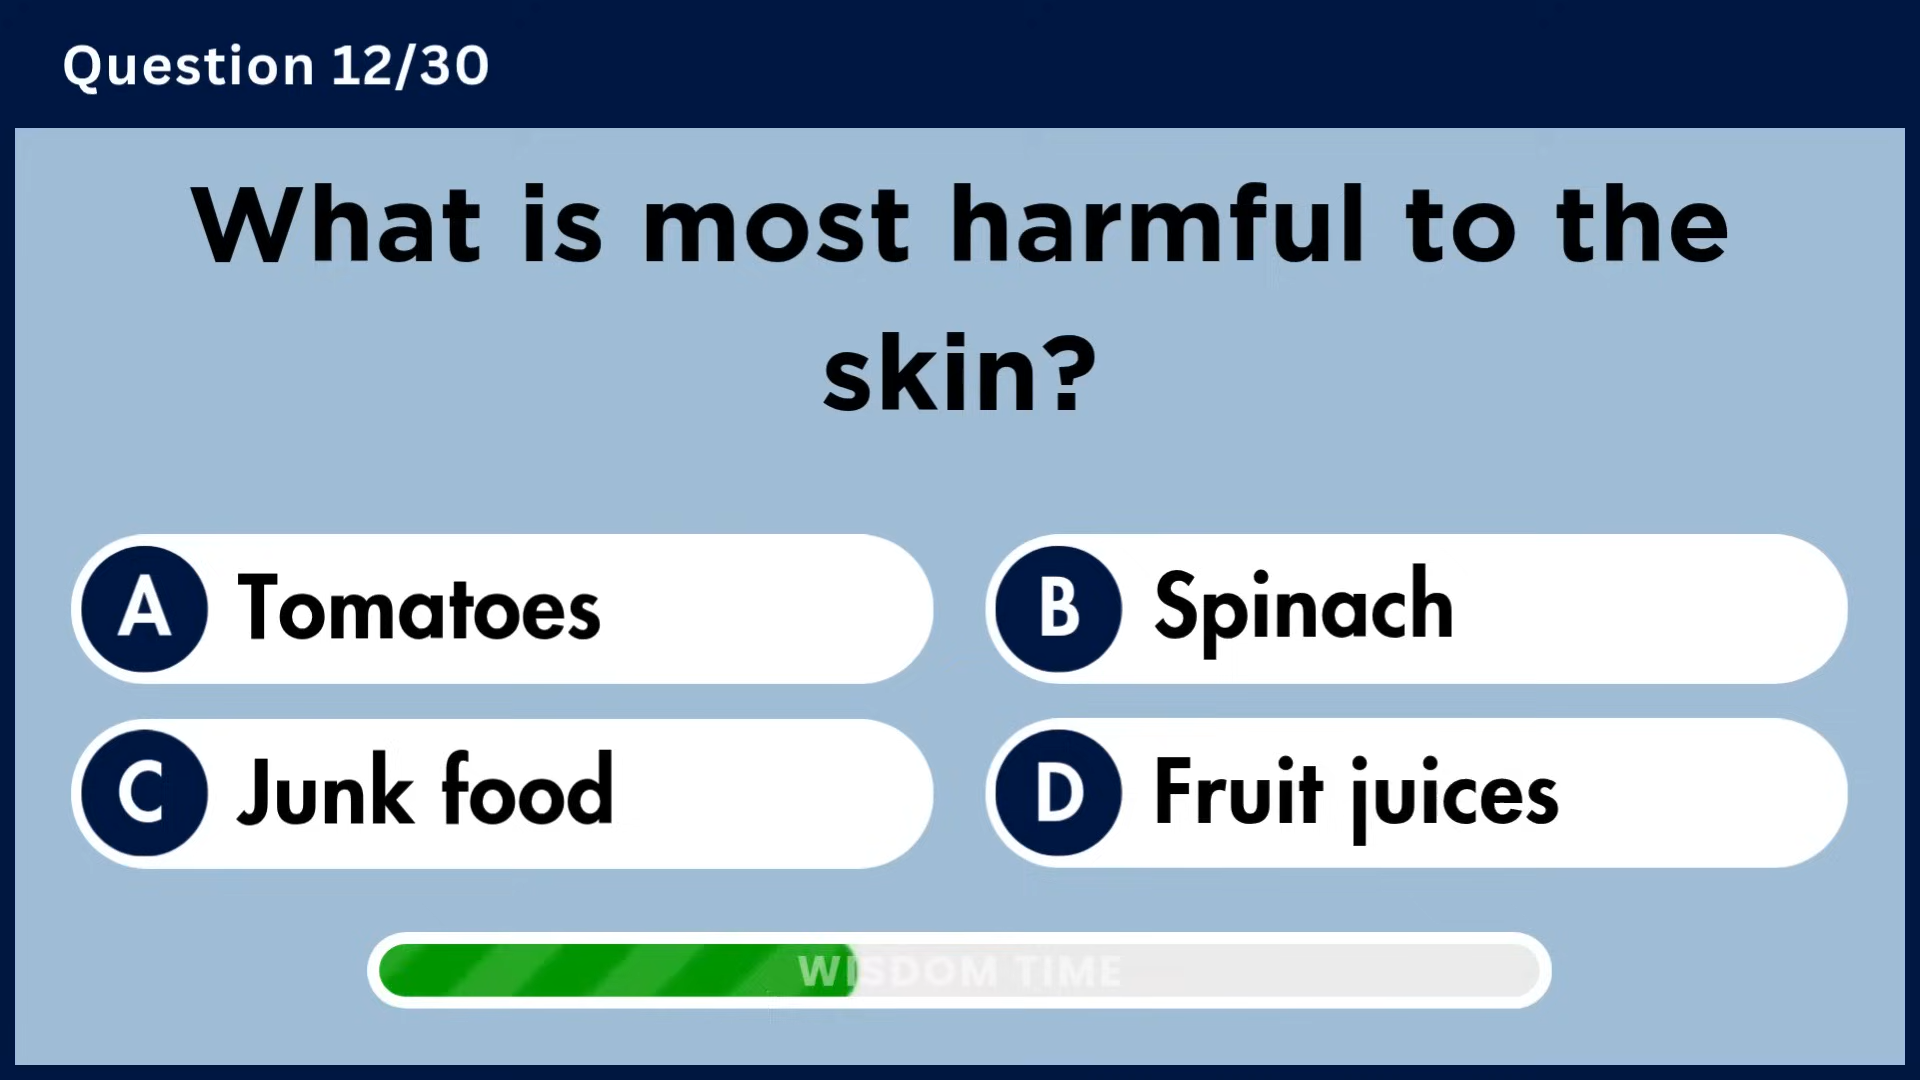 Question 12/30
What is most harmful to the
skin?
A Tomatoes
B Spinach
C Junk food
D Fruit juices
WISDOM TIME